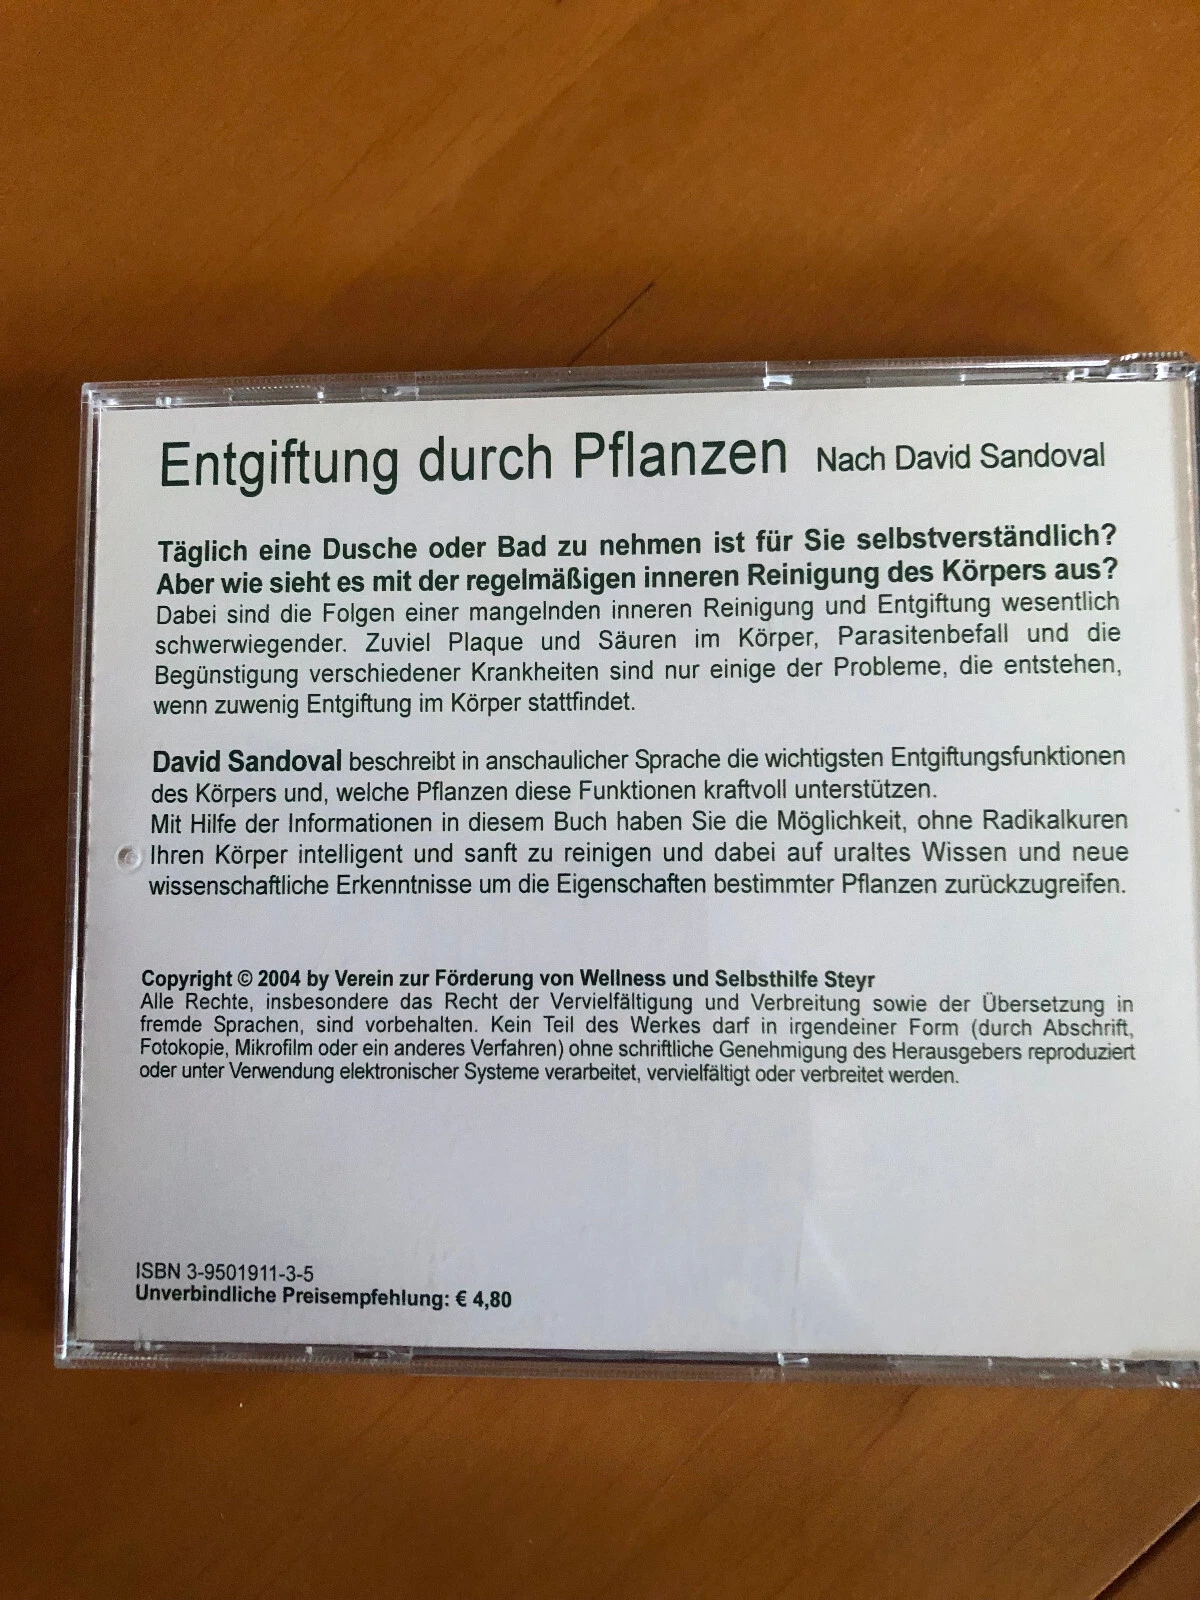 Entgiftung durch Pflanzen Nach David Sandoval
Täglich eine Dusche oder Bad zu nehmen ist für Sie selbstverständlich?
Aber wie sieht es mit der regelmäßigen inneren Reinigung des Körpers aus?
Dabei sind die Folgen einer mangelnden inneren Reinigung und Entgiftung wesentlich
schwerwiegender. Zuviel Plaque und Säuren im Körper, Parasitenbefall und die
Begünstigung verschiedener Krankheiten sind nur einige der Probleme, die entstehen,
wenn zuwenig Entgiftung im Körper stattfindet.
David Sandoval beschreibt in anschaulicher Sprache die wichtigsten Entgiftungsfunktionen
des Körpers und, welche Pflanzen diese Funktionen kraftvoll unterstützen.
Mit Hilfe der Informationen in diesem Buch haben Sie die Möglichkeit, ohne Radikalkuren
Ihren Körper intelligent und sanft zu reinigen und dabei auf uraltes Wissen und neue
wissenschaftliche Erkenntnisse um die Eigenschaften bestimmter Pflanzen zurückzugreifen.
Copyright © 2004 by Verein zur Förderung von Wellness und Selbsthilfe Steyr
Alle Rechte, insbesondere das Recht der Vervielfältigung und Verbreitung sowie der Übersetzung in
fremde Sprachen, sind vorbehalten. Kein Teil des Werkes darf in irgendeiner Form (durch Abschrift,
Fotokopie, Mikrofilm oder ein anderes Verfahren) ohne schriftliche Genehmigung des Herausgebers reproduziert
oder unter Verwendung elektronischer Systeme verarbeitet, vervielfältigt oder verbreitet werden.
ISBN 3-9501911-3-5
Unverbindliche Preisempfehlung: € 4,80